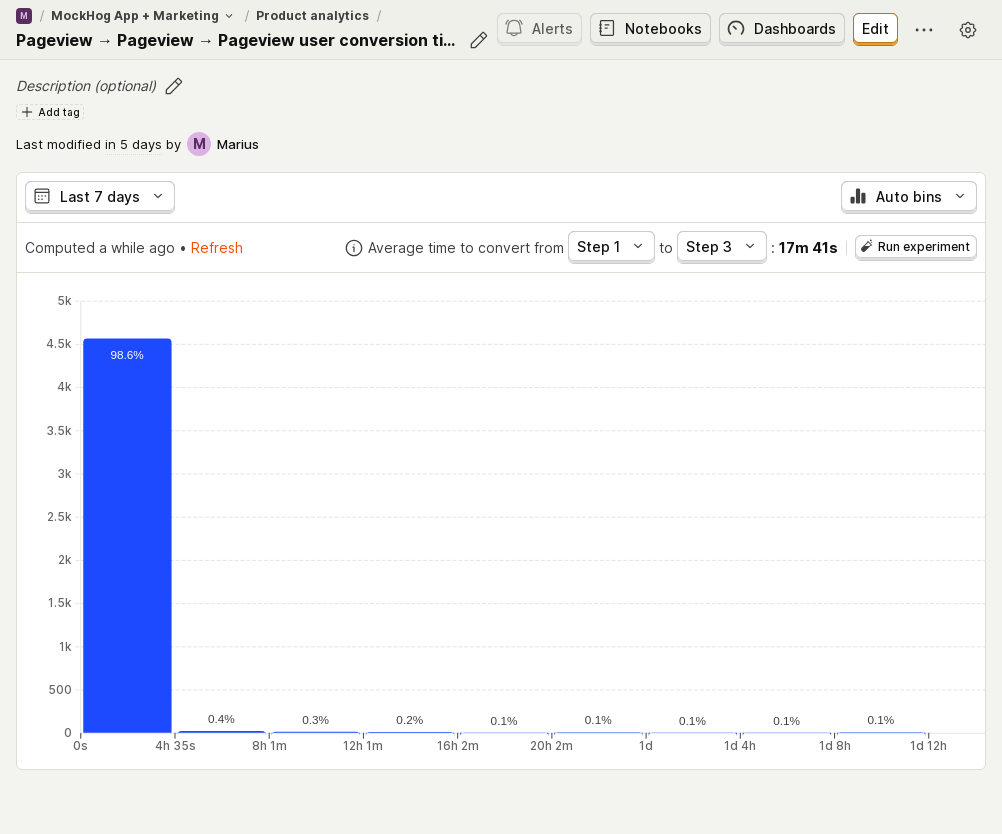 M / MockHog App + Marketing / Product analytics /
Pageview → Pageview → Pageview user conversion ti...
Alerts
Notebooks
Dashboards
Edit
Description (optional)
Add tag
Last modified in 5 days by M Marius
Last 7 days
Auto bins
Computed a while ago • Refresh
Average time to convert from Step 1 to Step 3 : 17m 41s
Run experiment
5k
4.5k
4k
3.5k
3k
2.5k
2k
1.5k
1k
500
0
98.6%
0.4%
0.3%
0.2%
0.1%
0.1%
0.1%
0.1%
0.1%
0s
4h 35s
8h 1m
12h 1m
16h 2m
20h 2m
1d
1d 4h
1d 8h
1d 12h